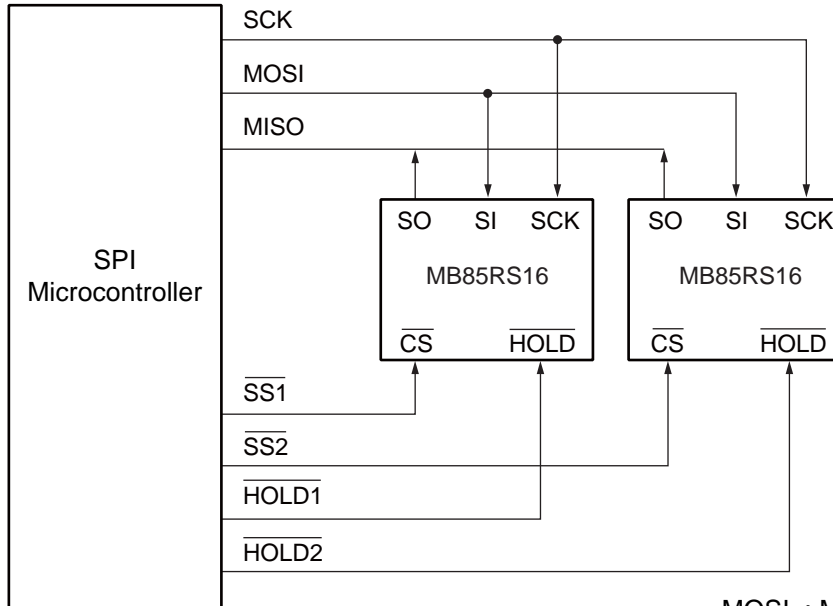 SCK
MOSI
MISO
SO SI SCK
SO SI SCK
SPI
Microcontroller
MB85RS16
MB85RS16
CS HOLD
CS HOLD
SS1
SS2
HOLD1
HOLD2
MOSI : M